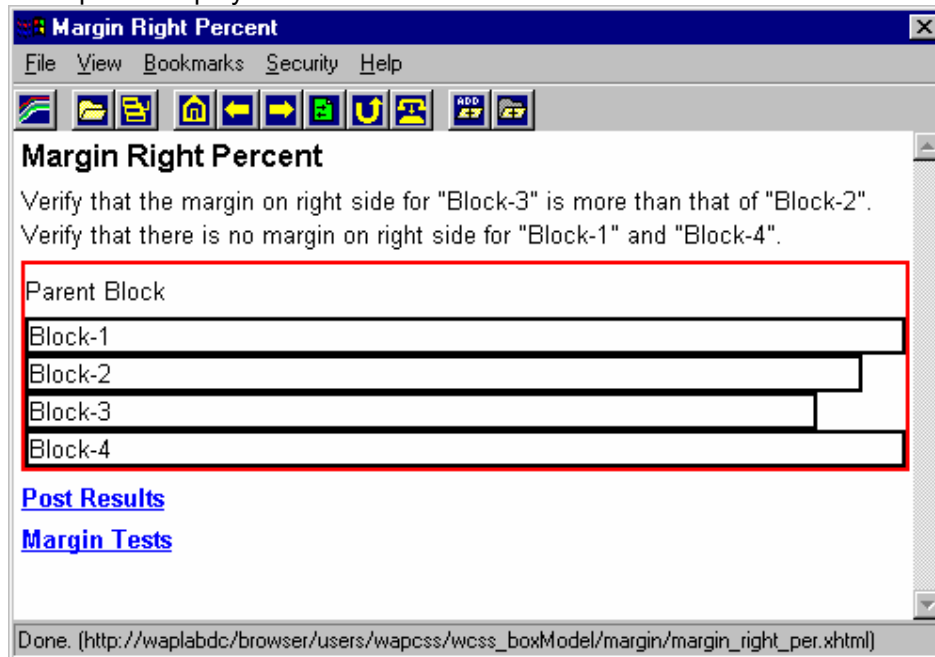 Margin Right Percent
File View Bookmarks Security Help
ADD
Margin Right Percent
Verify that the margin on right side for "Block-3" is more than that of "Block-2".
Verify that there is no margin on right side for "Block-1" and "Block-4".
Parent Block
Block-1
Block-2
Block-3
Block-4
Post Results
Margin Tests
Done. (http://waplabdc/browser/users/wapcss/wcss_boxModel/margin/margin_right_per.xhtml)